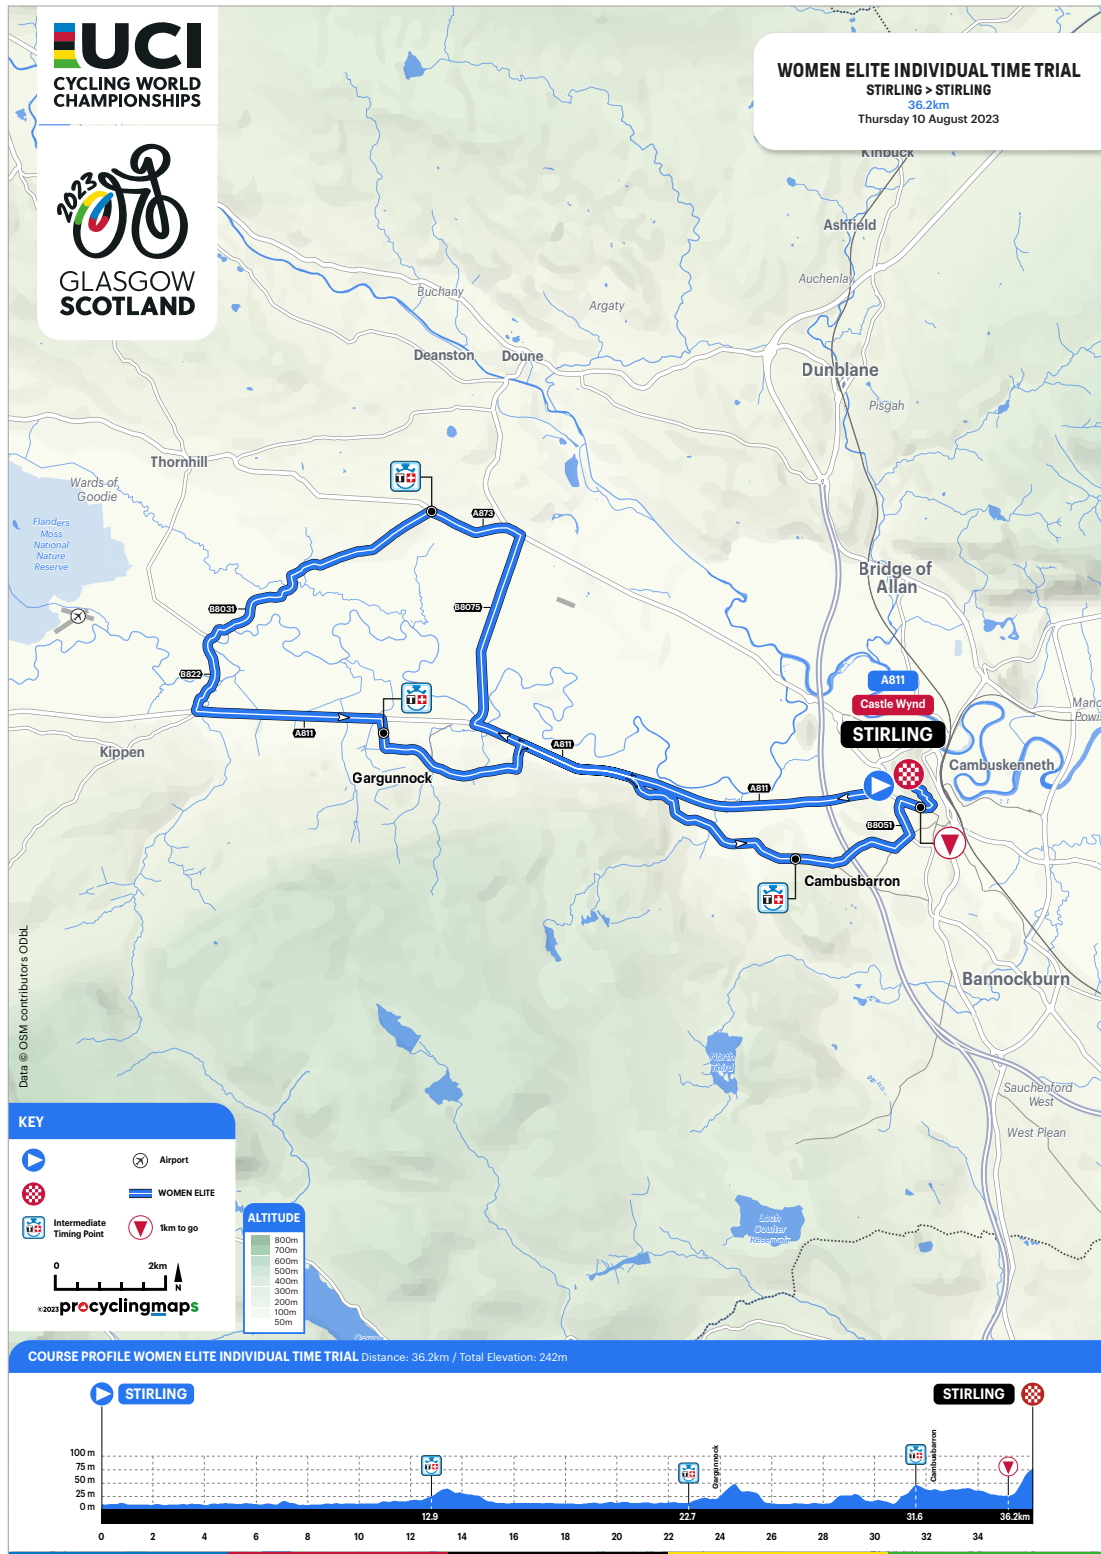 UCI
CYCLING WORLD
CHAMPIONSHIPS
2023
GLASGOW
SCOTLAND
WOMEN ELITE INDIVIDUAL TIME TRIAL
STIRLING > STIRLING
36.2km
Thursday 10 August 2023
Kinbuck
Ashfield
Auchenlay
Buchany
Argaty
Deanston
Doune
Dunblane
Pisgah
Thornhill
Wards of
Goodie
Flanders
Moss
National
Nature
Reserve
T
A873
Bridge of
Allan
B8031
B8075
B822
T
A811
Castle Wynd
STIRLING
A811
A811
Kippen
Gargunnock
Cambuskenneth
A811
B8051
Cambusbarron
T
Bannockburn
North
Third
Sauchenford
West
West Plean
Loch
Coulter
Reservoir
Data © OSM contributors ODbL
KEY
Airport
WOMEN ELITE
T
Intermediate
Timing Point
1km to go
0 2km
N
©2023 procyclingmaps
ALTITUDE
800m
700m
600m
500m
400m
300m
200m
100m
50m
COURSE PROFILE WOMEN ELITE INDIVIDUAL TIME TRIAL Distance: 36.2km / Total Elevation: 242m
STIRLING
STIRLING
100 m
75 m
50 m
25 m
0 m
T
T
Gargunnock
T
Cambusbarron
12.9 22.7 31.6 36.2km
0 2 4 6 8 10 12 14 16 18 20 22 24 26 28 30 32 34